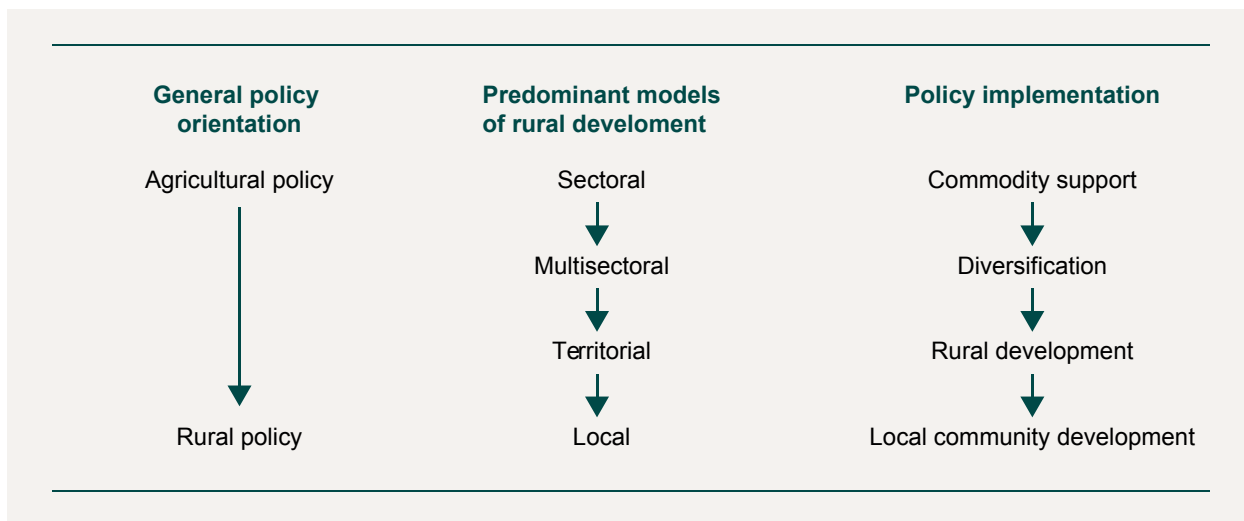 General policy
orientation
Predominant models
of rural develoment
Policy implementation
Agricultural policy
Sectoral
Commodity support
Multisectoral
Diversification
Territorial
Rural development
Rural policy
Local
Local community development